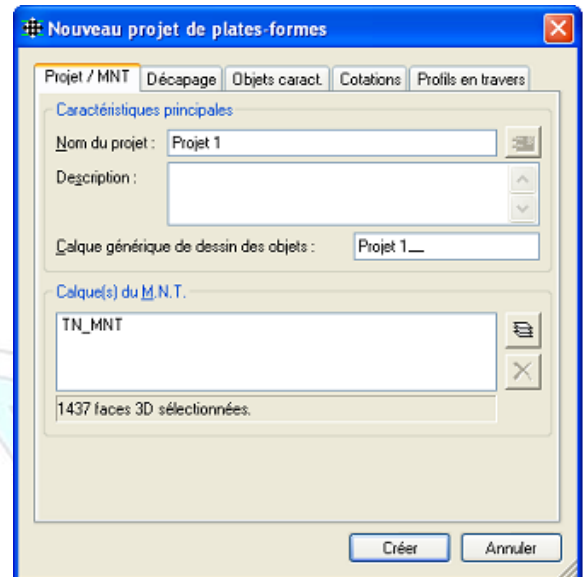 Nouveau projet de plates-formes
Projet / MNT Décapage Objets caract. Cotations Profils en travers
Caractéristiques principales
Nom du projet : Projet 1
Description :
Calque générique de dessin des objets : Projet 1__
Calque(s) du M.N.T.
TN_MNT
1437 faces 3D sélectionnées.
Créer Annuler